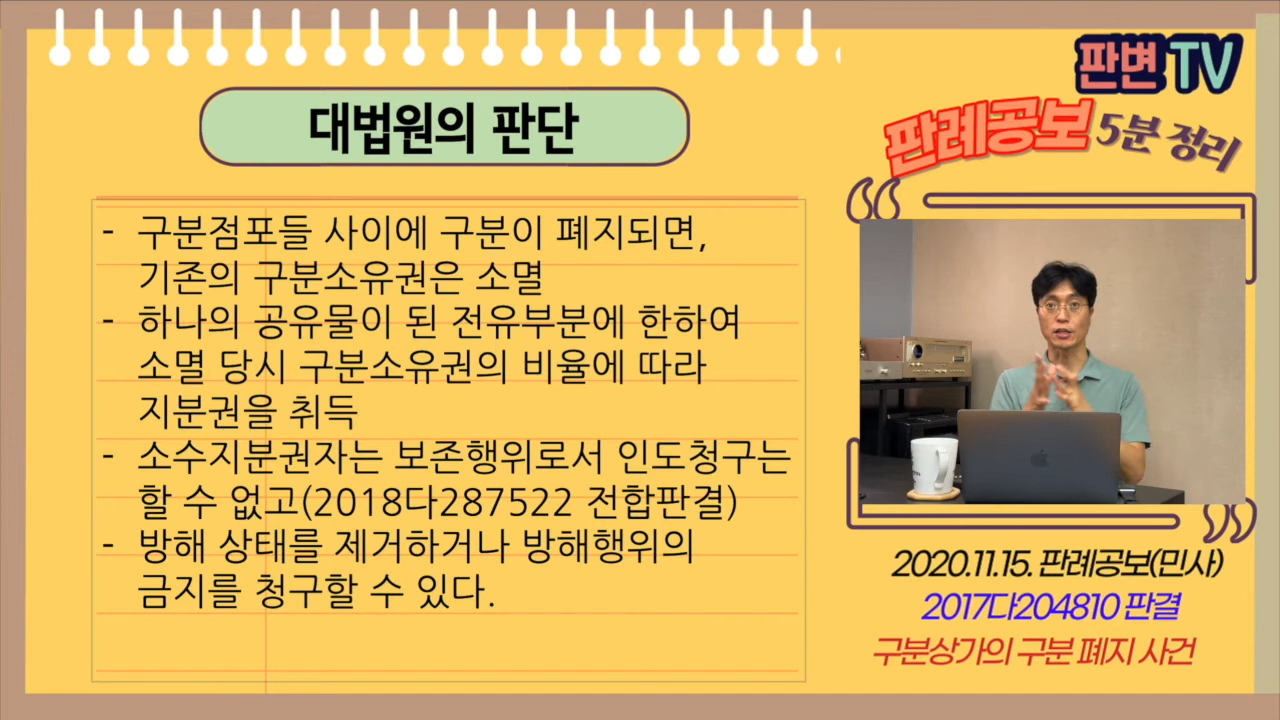 판변 TV
판례공보 5분 정리
대법원의 판단
- 구분점포들 사이에 구분이 폐지되면,
기존의 구분소유권은 소멸
- 하나의 공유물이 된 전유부분에 한하여
소멸 당시 구분소유권의 비율에 따라
지분권을 취득
- 소수지분권자는 보존행위로서 인도청구는
할 수 없고(2018다287522 전합판결)
- 방해 상태를 제거하거나 방해행위의
금지를 청구할 수 있다.
2020.11.15. 판례공보(민사)
2017다204810 판결
구분상가의 구분 폐지 사건